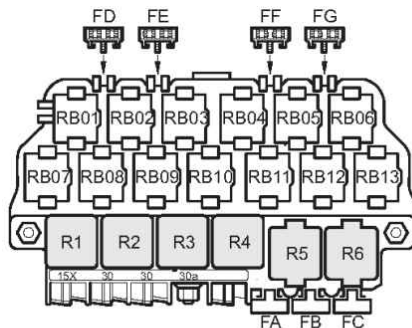 FD FE FF FG
RB01 RB02 RB03 RB04 RB05 RB06
RB07 RB08 RB09 RB10 RB11 RB12 RB13
R1 R2 R3 R4 R5 R6
15X 30 30 30a
FA FB FC